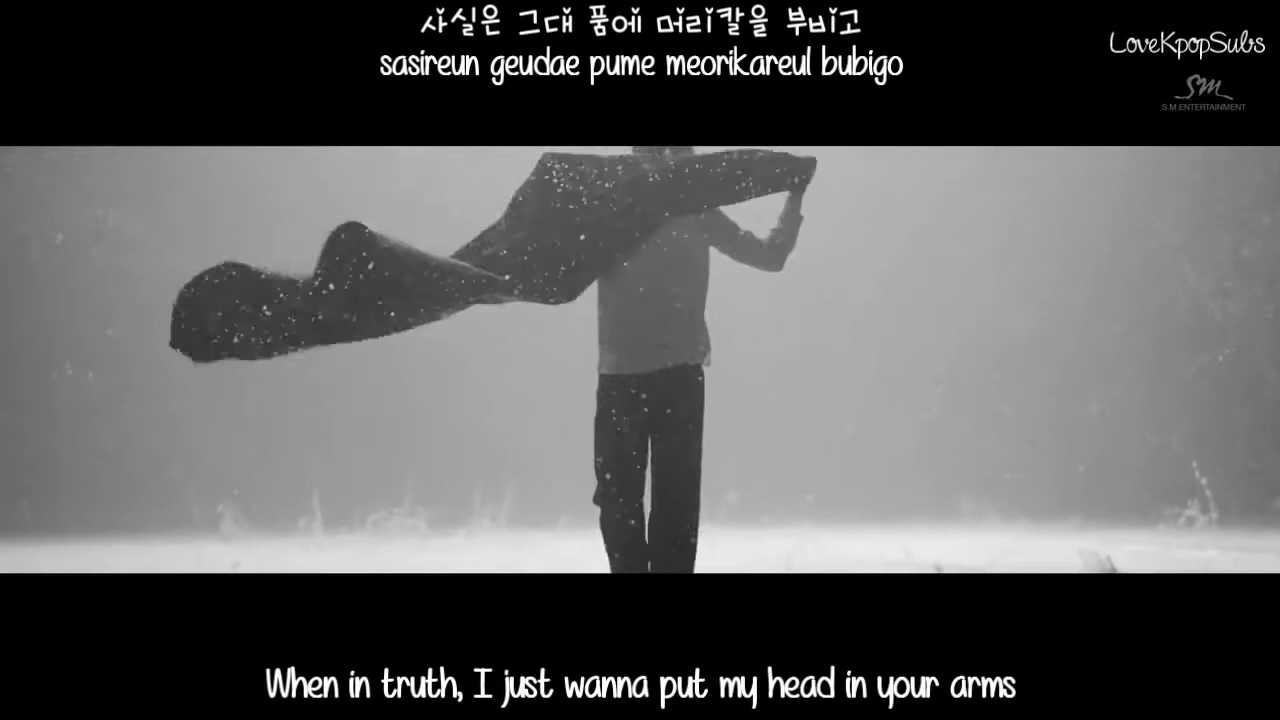 사실은 그대 품에 머리칼을 부비고
sasireun geudae pume meorikareul bubigo
LoveKpopSubs
SM
S.M.ENTERTAINMENT
When in truth, I just wanna put my head in your arms